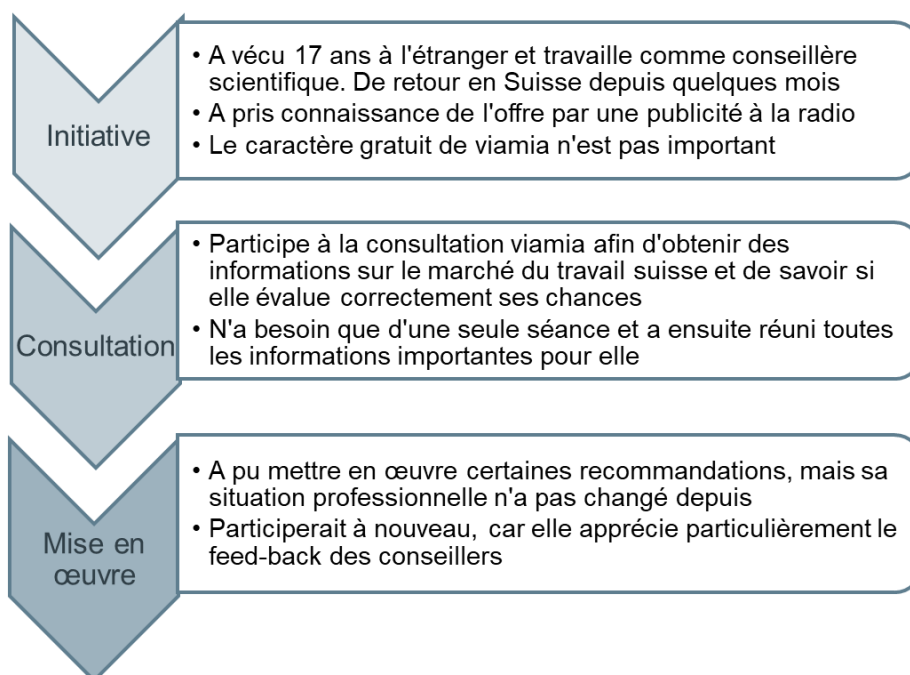 Initiative
• A vécu 17 ans à l'étranger et travaille comme conseillère
scientifique. De retour en Suisse depuis quelques mois
• A pris connaissance de l'offre par une publicité à la radio
• Le caractère gratuit de viamia n'est pas important
Consultation
• Participe à la consultation viamia afin d'obtenir des
informations sur le marché du travail suisse et de savoir si
elle évalue correctement ses chances
• N'a besoin que d'une seule séance et a ensuite réuni toutes
les informations importantes pour elle
Mise en
œuvre
• A pu mettre en œuvre certaines recommandations, mais sa
situation professionnelle n'a pas changé depuis
• Participerait à nouveau, car elle apprécie particulièrement le
feed-back des conseillers